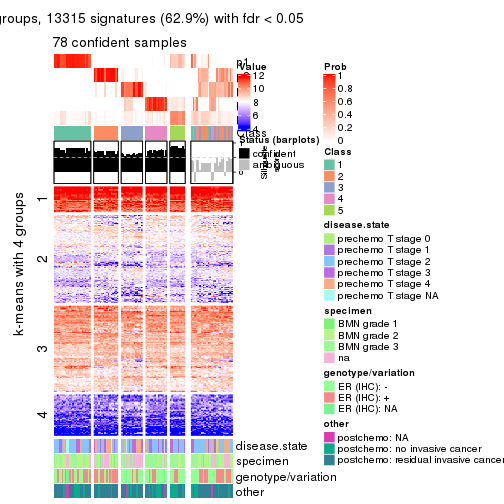 groups, 13315 signatures (62.9%) with fdr < 0.05
78 confident samples
p1
Value
12
10
8
6
4
Class
Status (barplots)
confident
ambiguous
Silhouette
score
0
Prob
1
0.8
0.6
0.4
0.2
0
Class
1
2
3
4
5
disease.state
prechemo T stage 0
prechemo T stage 1
prechemo T stage 2
prechemo T stage 3
prechemo T stage 4
prechemo T stage NA
specimen
BMN grade 1
BMN grade 2
BMN grade 3
na
genotype/variation
ER (IHC): -
ER (IHC): +
ER (IHC): NA
other
postchemo: NA
postchemo: no invasive cancer
postchemo: residual invasive cancer
k-means with 4 groups
1
2
3
4
disease.state
specimen
genotype/variation
other